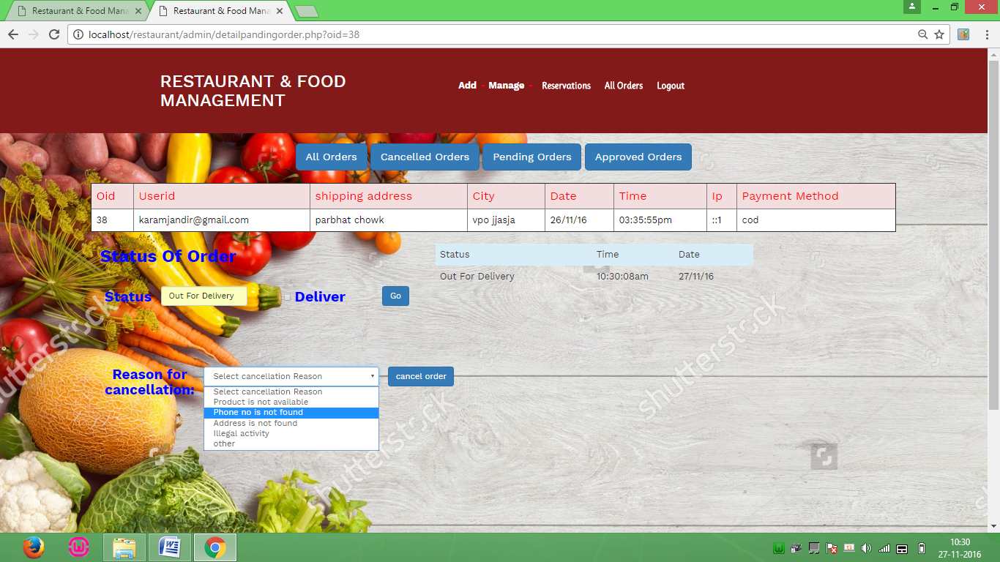 Restaurant & Food Mana
Restaurant & Food Mana
localhost/restaurant/admin/detailpandingorder.php?oid=38
RESTAURANT & FOOD
MANAGEMENT
Add Manage Reservations All Orders Logout
All Orders Cancelled Orders Pending Orders Approved Orders
Oid Userid shipping address City Date Time Ip Payment Method
38 karamjandir@gmail.com parbhat chowk vpo jjasja 26/11/16 03:35:55pm ::1 cod
Status Of Order
Status Time Date
Out For Delivery 10:30:08am 27/11/16
Status Out For Delivery Deliver Go
Reason for
cancellation:
Select cancellation Reason
cancel order
Select cancellation Reason
Product is not available
Phone no is not found
Address is not found
Illegal activity
other
shutterstock
shutterstock
shutterstock
shutterstock
10:30
27-11-2016